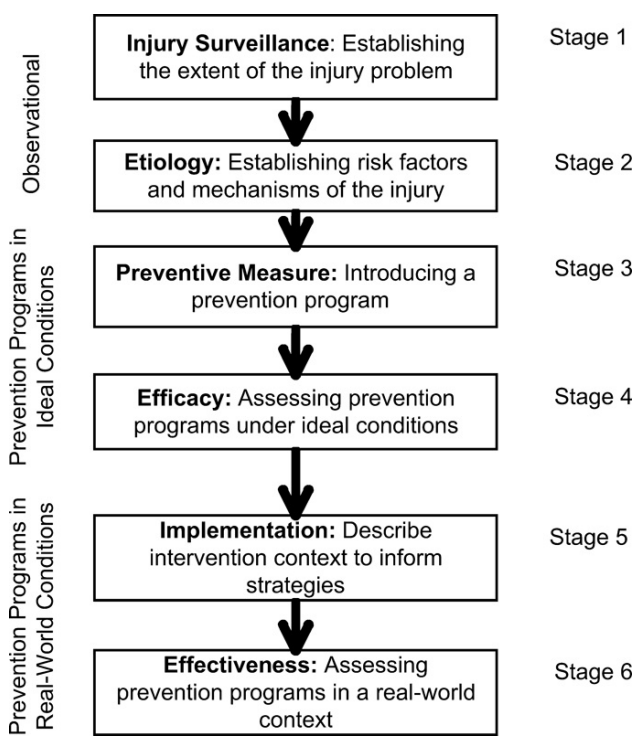 Observational
Injury Surveillance: Establishing
the extent of the injury problem
Stage 1
Etiology: Establishing risk factors
and mechanisms of the injury
Stage 2
Prevention Programs in
Ideal Conditions
Preventive Measure: Introducing a
prevention program
Stage 3
Efficacy: Assessing prevention
programs under ideal conditions
Stage 4
Prevention Programs in
Real-World Conditions
Implementation: Describe
intervention context to inform
strategies
Stage 5
Effectiveness: Assessing
prevention programs in a real-world
context
Stage 6